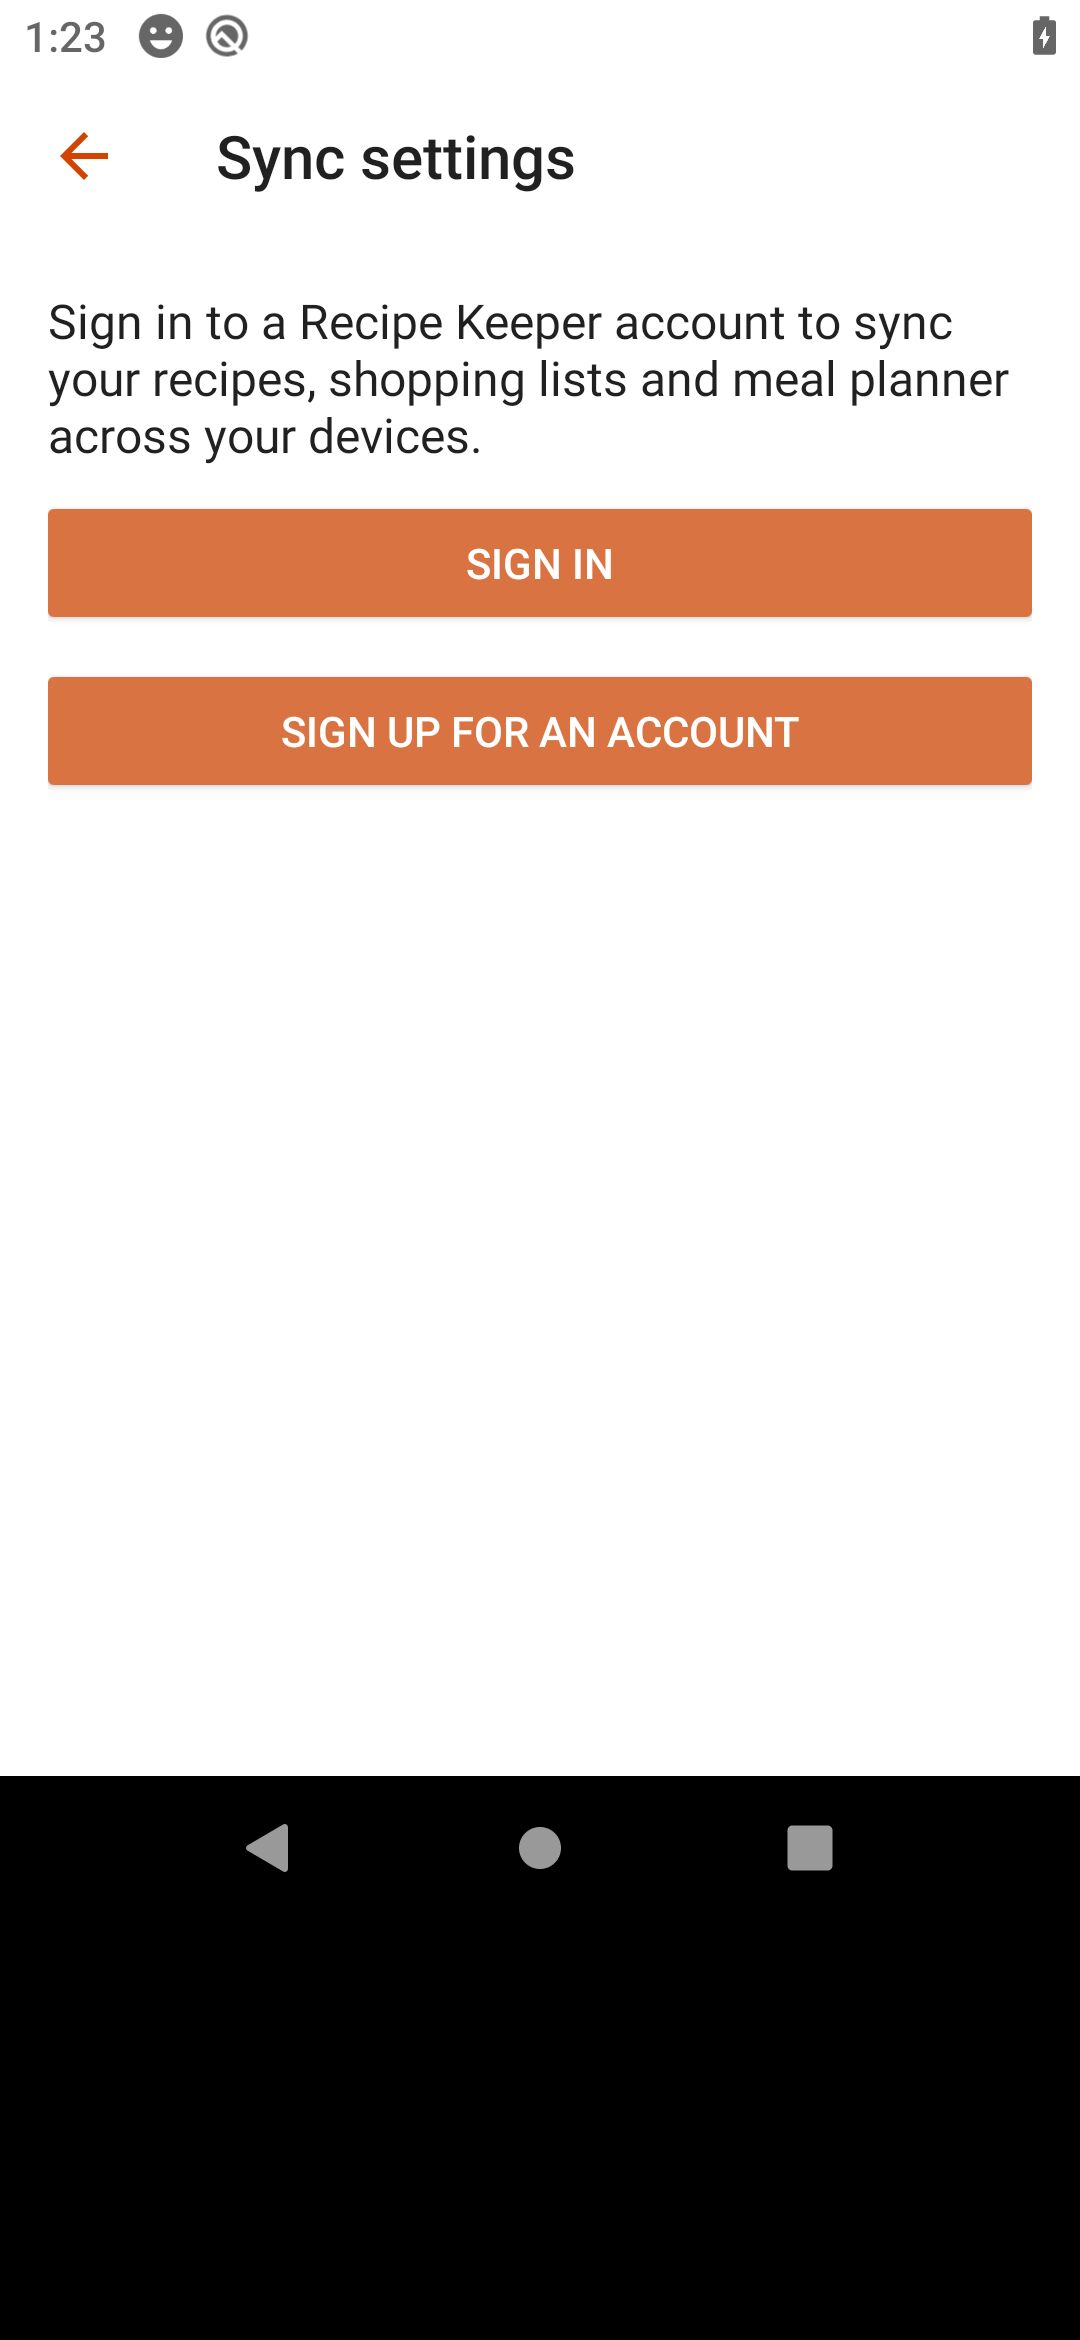 1:23
Sync settings
Sign in to a Recipe Keeper account to sync
your recipes, shopping lists and meal planner
across your devices.
SIGN IN
SIGN UP FOR AN ACCOUNT